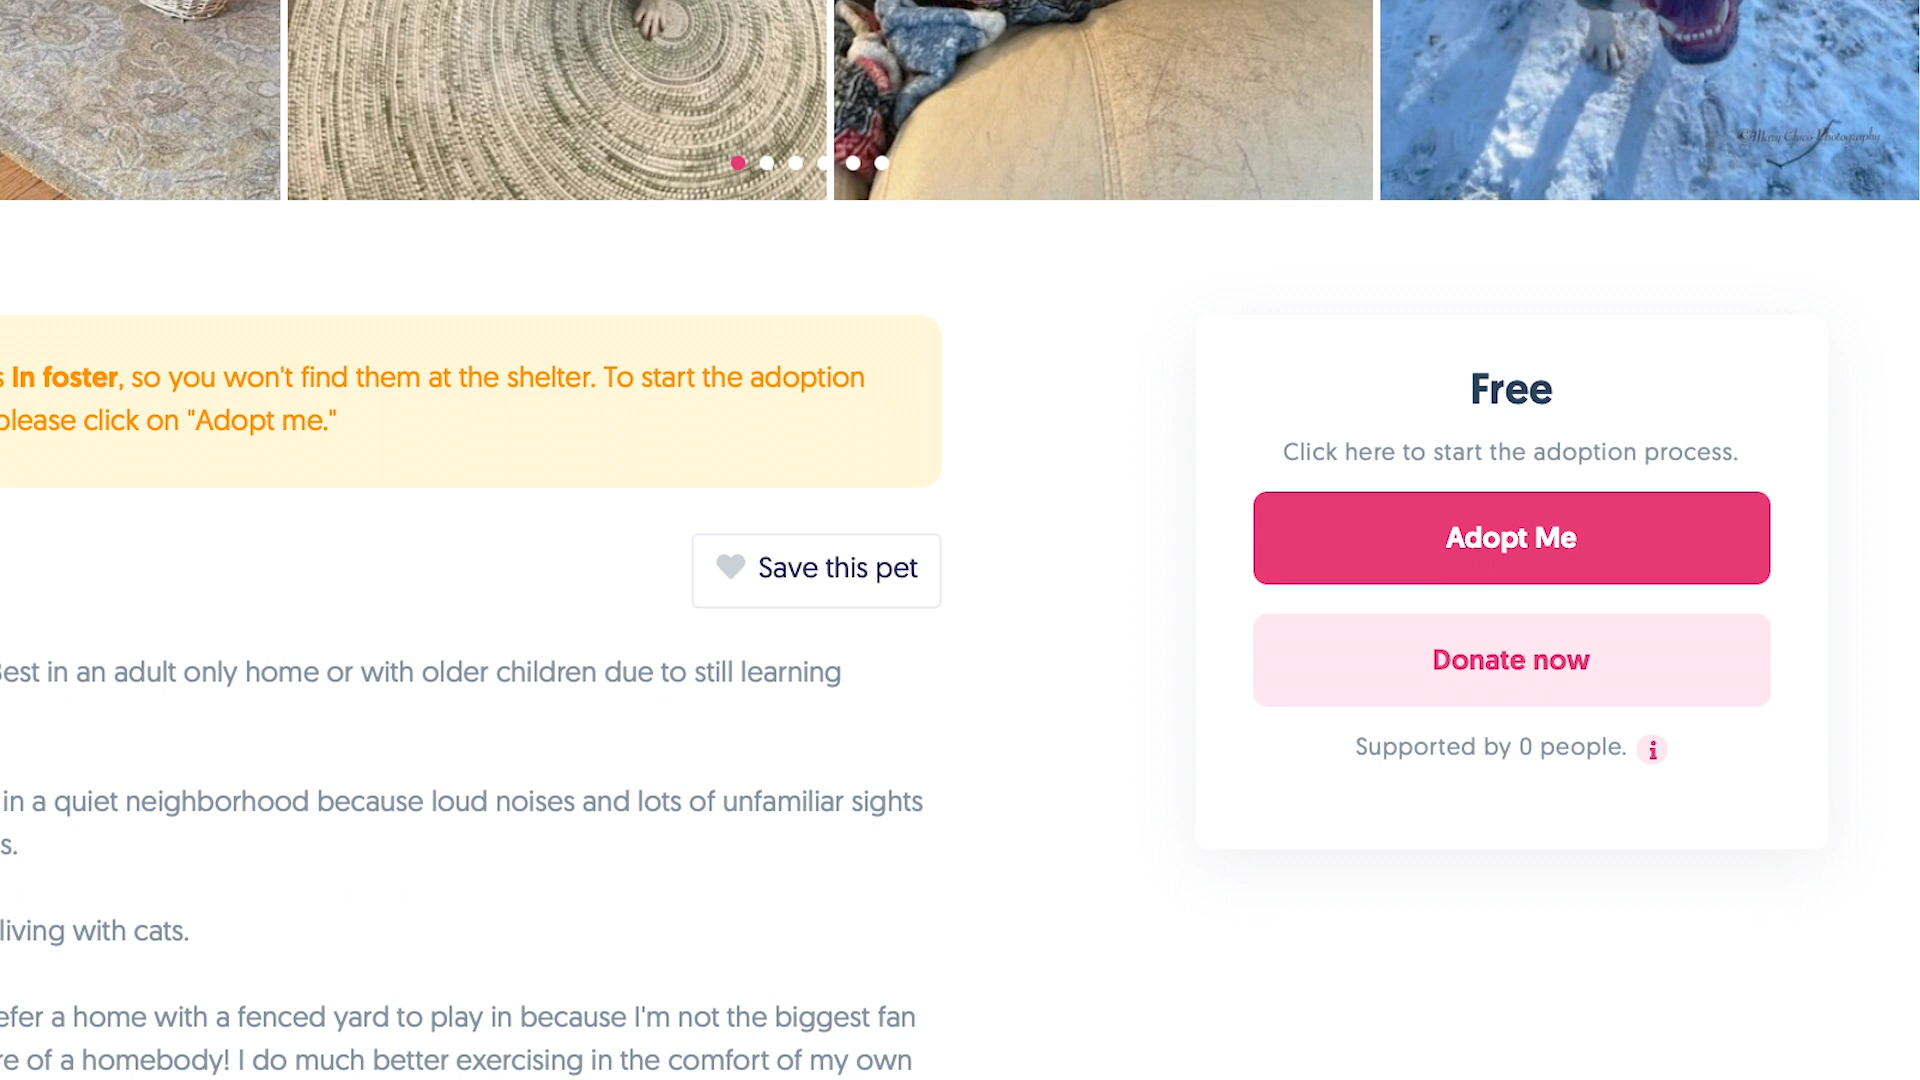 ©Mary Chaco Photography
s In foster, so you won't find them at the shelter. To start the adoption
please click on "Adopt me."
Save this pet
Best in an adult only home or with older children due to still learning
in a quiet neighborhood because loud noises and lots of unfamiliar sights
s.
living with cats.
efer a home with a fenced yard to play in because I'm not the biggest fan
re of a homebody! I do much better exercising in the comfort of my own
Free
Click here to start the adoption process.
Adopt Me
Donate now
Supported by 0 people.